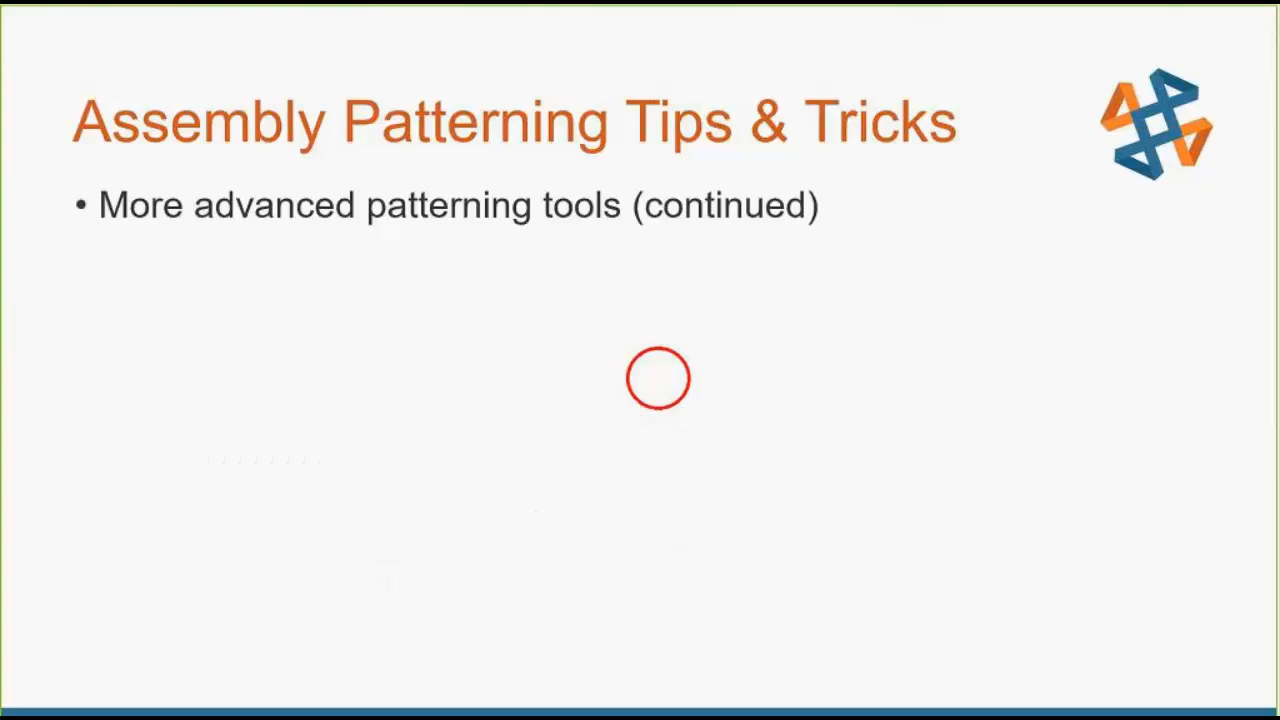 Assembly Patterning Tips & Tricks
• More advanced patterning tools (continued)